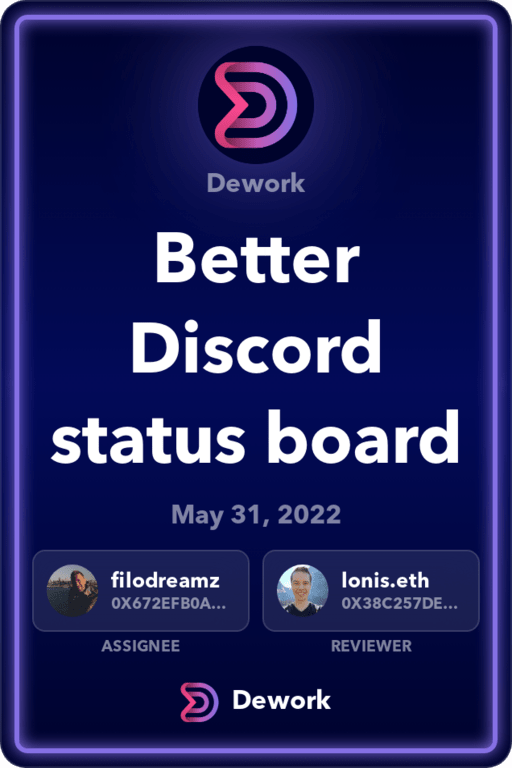 Dework
Better
Discord
status board
May 31, 2022
filodreamz
0X672EFB0A...
lonis.eth
0X38C257DE...
ASSIGNEE
REVIEWER
Dework